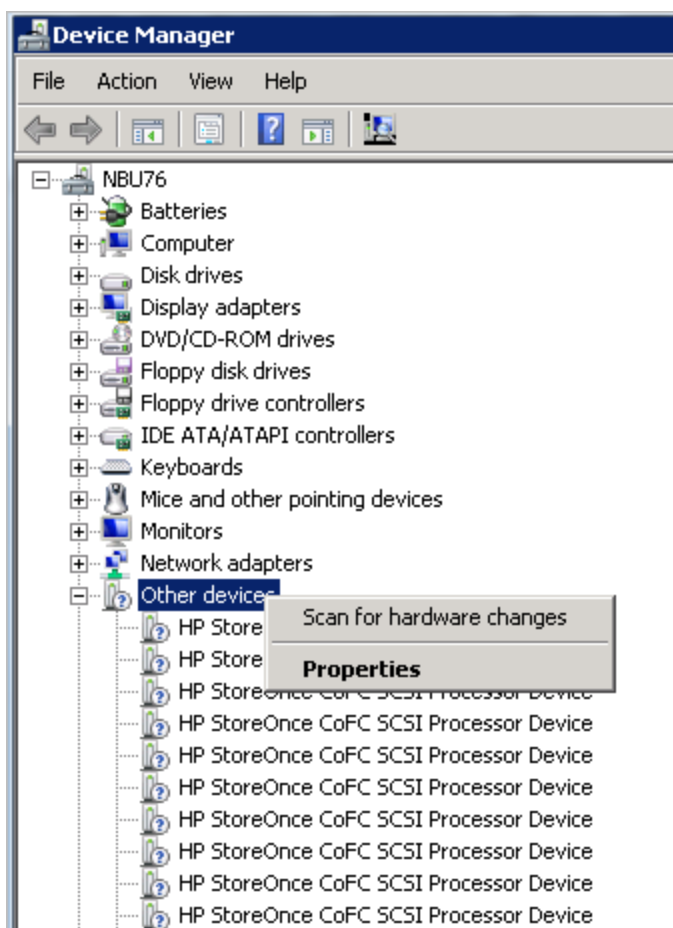 Device Manager
File Action View Help
NBU76
Batteries
Computer
Disk drives
Display adapters
DVD/CD-ROM drives
Floppy disk drives
Floppy drive controllers
IDE ATA/ATAPI controllers
Keyboards
Mice and other pointing devices
Monitors
Network adapters
Other devices
Scan for hardware changes
HP Store
HP Store
Properties
HP StoreOnce CoFC SCSI Processor Device
HP StoreOnce CoFC SCSI Processor Device
HP StoreOnce CoFC SCSI Processor Device
HP StoreOnce CoFC SCSI Processor Device
HP StoreOnce CoFC SCSI Processor Device
HP StoreOnce CoFC SCSI Processor Device
HP StoreOnce CoFC SCSI Processor Device
HP StoreOnce CoFC SCSI Processor Device